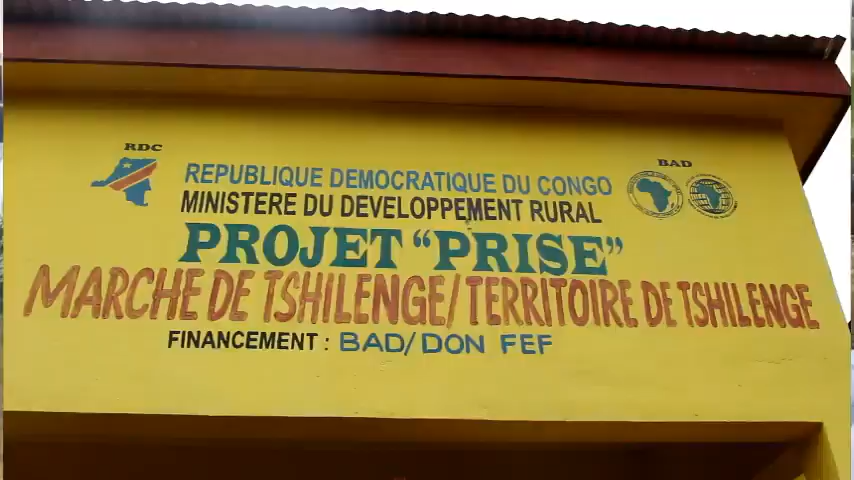 RDC
BAD
REPUBLIQUE DEMOCRATIQUE DU CONGO
MINISTERE DU DEVELOPPEMENT RURAL
PROJET “PRISE”
MARCHE DE TSHILENGE/TERRITOIRE DE TSHILENGE
FINANCEMENT : BAD/DON FEF